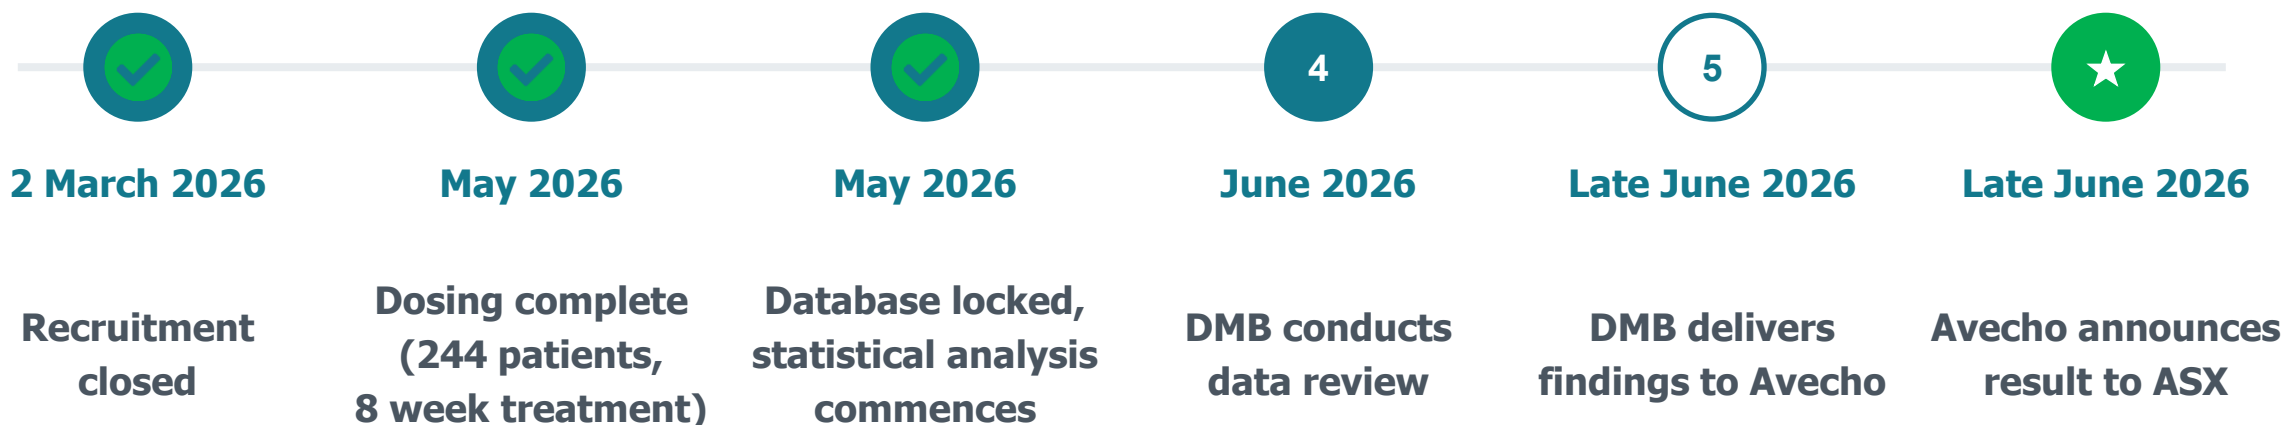 4
5
2 March 2026
May 2026
May 2026
June 2026
Late June 2026
Late June 2026
Recruitment
closed
Dosing complete
(244 patients,
8 week treatment)
Database locked,
statistical analysis
commences
DMB conducts
data review
DMB delivers
findings to Avecho
Avecho announces
result to ASX